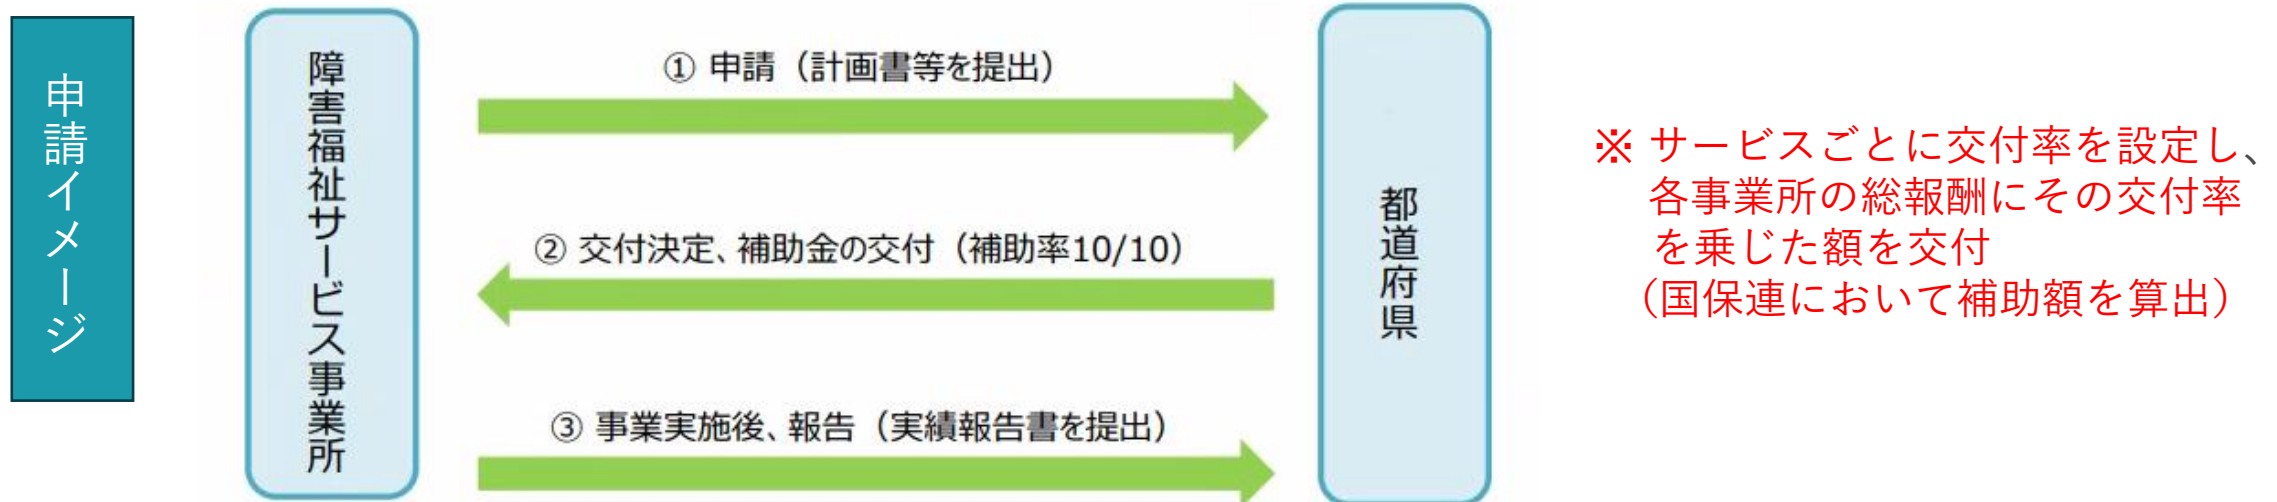 申請イメージ
障害福祉サービス事業所
① 申請（計画書等を提出）
② 交付決定、補助金の交付（補助率10/10）
③ 事業実施後、報告（実績報告書を提出）
都道府県
※ サービスごとに交付率を設定し、
各事業所の総報酬にその交付率
を乗じた額を交付
（国保連において補助額を算出）